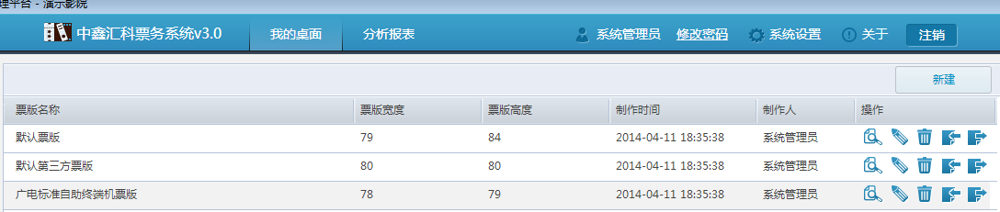 理平台 - 演示影院
中鑫汇科票务系统v3.0 我的桌面 分析报表 系统管理员 修改密码 系统设置 关于 注销
新建
票版名称 票版宽度 票版高度 制作时间 制作人 操作
默认票版 79 84 2014-04-11 18:35:38 系统管理员
默认第三方票版 80 80 2014-04-11 18:35:38 系统管理员
广电标准自助终端机票版 78 79 2014-04-11 18:35:38 系统管理员